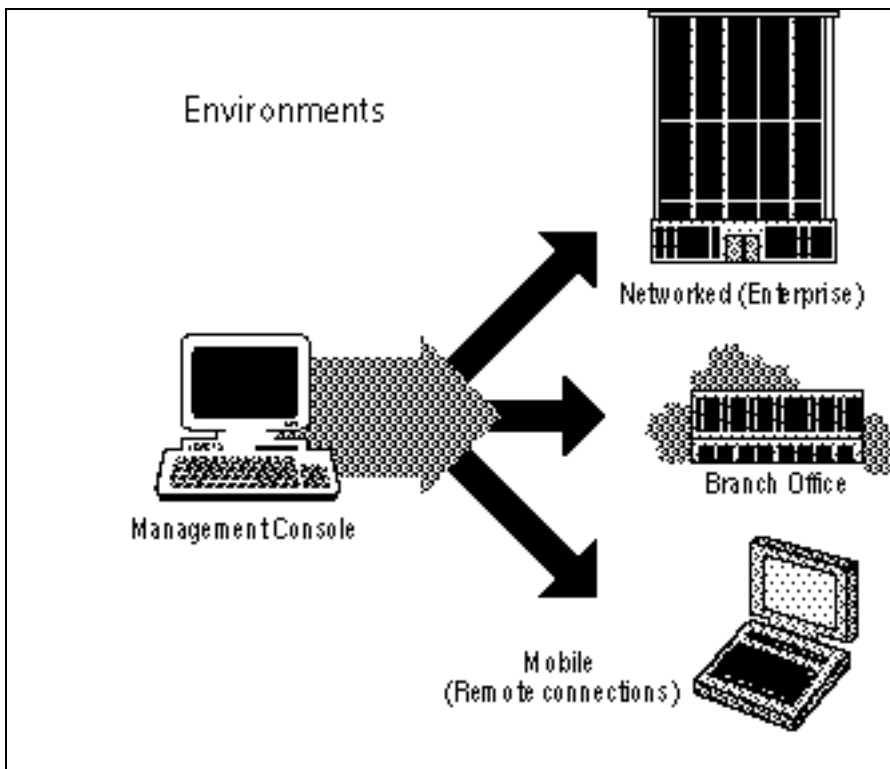 Environments
Networked (Enterprise)
Branch Office
Management Console
Mobile
(Remote connections)